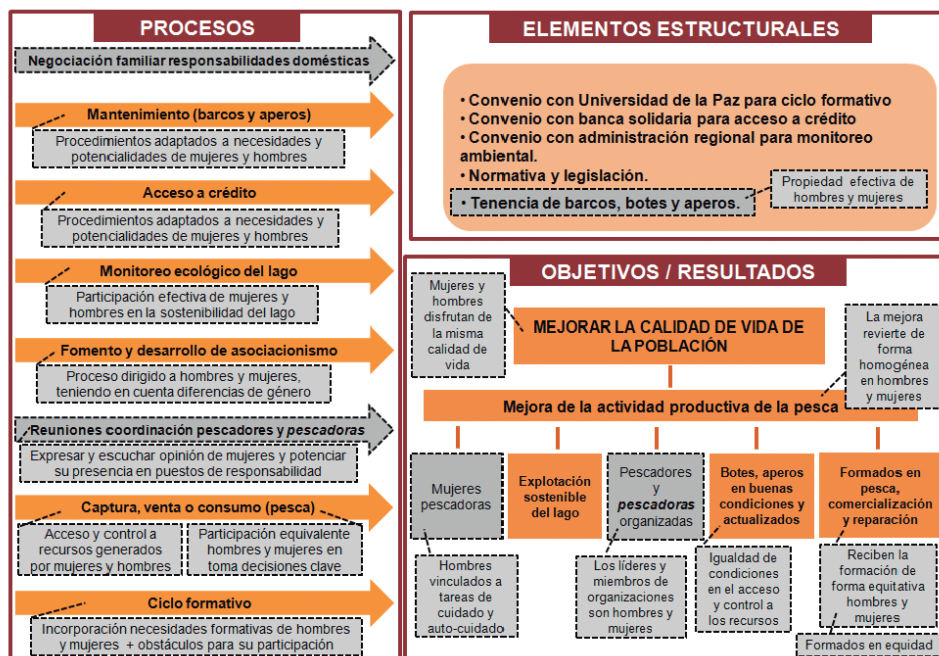 PROCESOS
Negociación familiar responsabilidades domésticas
Mantenimiento (barcos y aperos)
Procedimientos adaptados a necesidades y
potencialidades de mujeres y hombres
Acceso a crédito
Procedimientos adaptados a necesidades y
potencialidades de mujeres y hombres
Monitoreo ecológico del lago
Participación efectiva de mujeres y
hombres en la sostenibilidad del lago
Fomento y desarrollo de asociacionismo
Proceso dirigido a hombres y mujeres,
teniendo en cuenta diferencias de género
Reuniones coordinación pescadores y pescadoras
Expresar y escuchar opinión de mujeres y potenciar
su presencia en puestos de responsabilidad
Captura, venta o consumo (pesca)
Acceso y control a
recursos generados
por mujeres y hombres
Participación equivalente
hombres y mujeres en
toma decisiones clave
Ciclo formativo
Incorporación necesidades formativas de hombres
y mujeres + obstáculos para su participación
ELEMENTOS ESTRUCTURALES
• Convenio con Universidad de la Paz para ciclo formativo
• Convenio con banca solidaria para acceso a crédito
• Convenio con administración regional para monitoreo
ambiental.
• Normativa y legislación.
• Tenencia de barcos, botes y aperos.
Propiedad efectiva de
hombres y mujeres
OBJETIVOS / RESULTADOS
Mujeres y
hombres
disfrutan de
la misma
calidad de
vida
MEJORAR LA CALIDAD DE VIDA DE
LA POBLACIÓN
La mejora
revierte de
forma
homogénea
en hombres
y mujeres
Mejora de la actividad productiva de la pesca
Mujeres
pescadoras
Explotación
sostenible
del lago
Pescadores
y
pescadoras
organizadas
Botes, aperos
en buenas
condiciones y
actualizados
Formados en
pesca,
comercialización
y reparación
Hombres
vinculados a
tareas de
cuidado y
auto-cuidado
Los líderes y
miembros de
organizaciones
son hombres y
mujeres
Igualdad de
condiciones
en el acceso
y control a
los recursos
Reciben la
formación de
forma equitativa
hombres y
mujeres
Formados en equidad